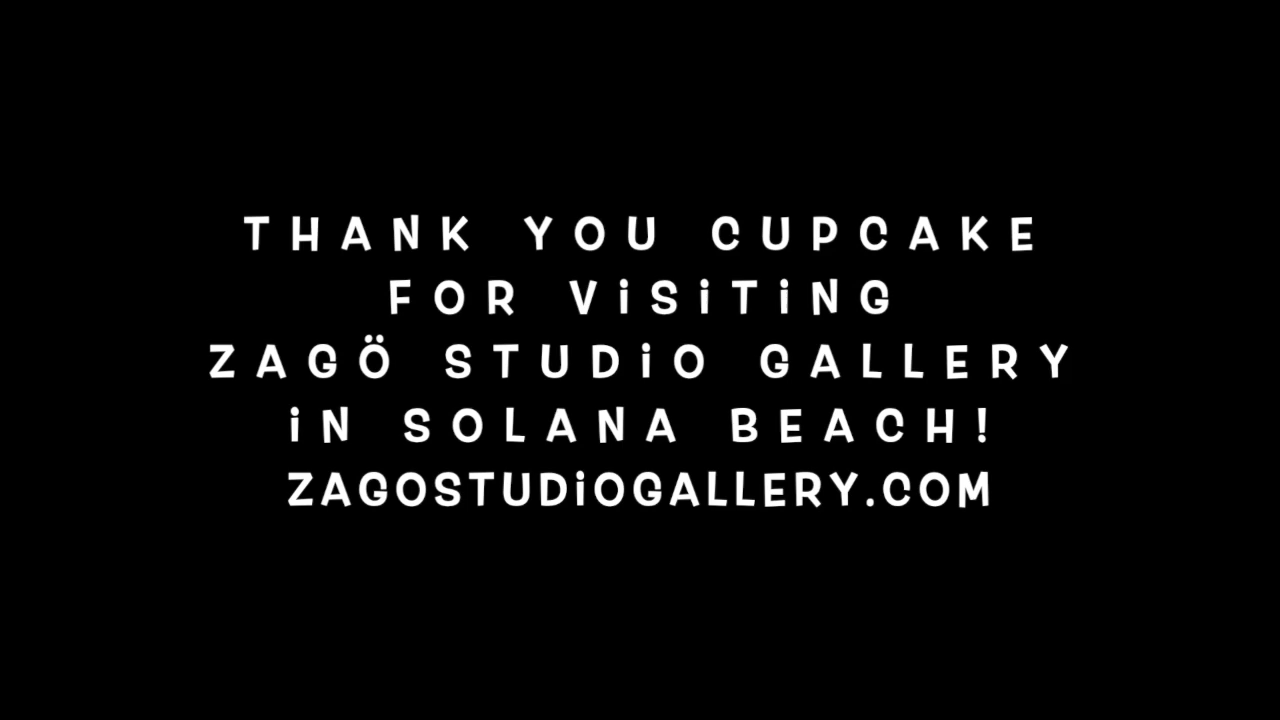 THANK YOU CUPCAKE
FOR ViSiTiNG
ZAGÖ STUDiO GALLERY
iN SOLANA BEACH!
ZAGOSTUDiOGALLERY.COM